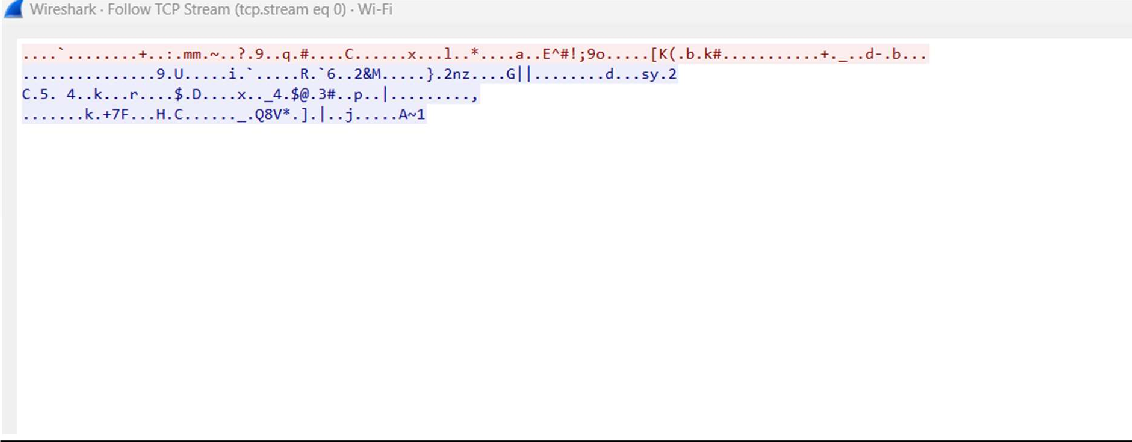 Wireshark · Follow TCP Stream (tcp.stream eq 0) · Wi-Fi
....`........+..:.mm.~..?.9..q.#....C......x...l..*....a..E^#!;9o.....[K(.b.k#...........+._..d-.b...
...............9.U.....i.`.....R.`6..2&M.....}.2nz....G||........d...sy.2
C.5. 4..k...r....$.D....x.._4.$@.3#..p..|.........,
.......k.+7F...H.C......_.Q8V*.].|..j.....A~1